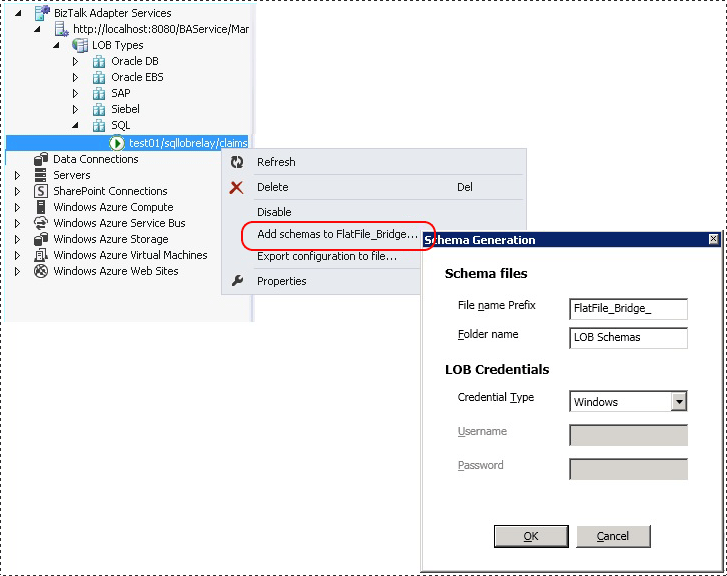 BizTalk Adapter Services
http://localhost:8080/BAService/Mar
LOB Types
Oracle DB
Oracle EBS
SAP
Siebel
SQL
test01/sqllobrelay/claims
Data Connections
Servers
SharePoint Connections
Windows Azure Compute
Windows Azure Service Bus
Windows Azure Storage
Windows Azure Virtual Machines
Windows Azure Web Sites
Refresh
Delete Del
Disable
Add schemas to FlatFile_Bridge...
Export configuration to file...
Properties
Schema Generation
Schema files
File name Prefix FlatFile_Bridge_
Folder name LOB Schemas
LOB Credentials
Credential Type Windows
Username
Password
OK Cancel